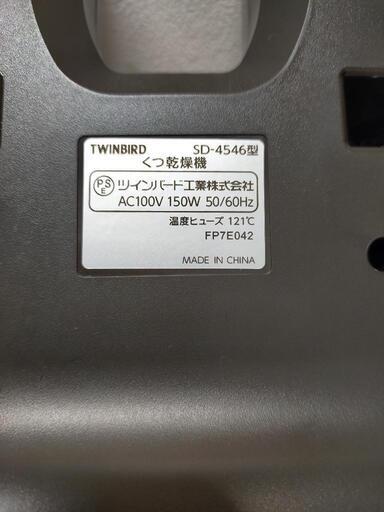 TWINBIRD SD-4546型
くつ乾燥機
PSE ツインバード工業株式会社
AC100V 150W 50/60Hz
温度ヒューズ 121℃
FP7E042
MADE IN CHINA